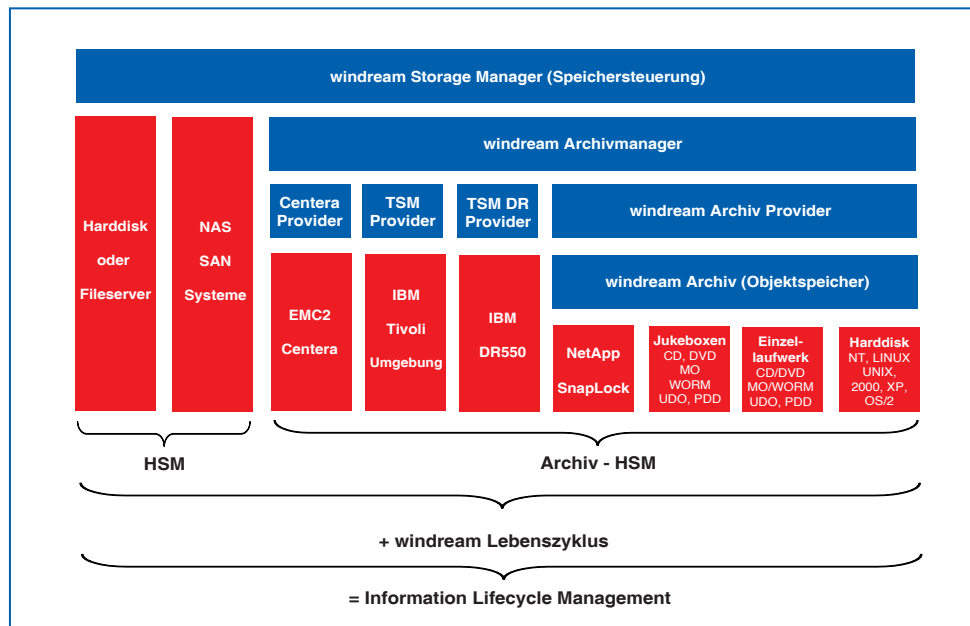 windream Storage Manager (Speichersteuerung)
windream Archivmanager
Centera
Provider
TSM
Provider
TSM DR
Provider
windream Archiv Provider
windream Archiv (Objektspeicher)
Harddisk
oder
Fileserver
NAS
SAN
Systeme
EMC2
Centera
IBM
Tivoli
Umgebung
IBM
DR550
NetApp
SnapLock
Jukeboxen
CD, DVD
MO
WORM
UDO, PDD
Einzel-
laufwerk
CD/DVD
MO/WORM
UDO, PDD
Harddisk
NT, LINUX
UNIX,
2000, XP,
OS/2
HSM
Archiv - HSM
+ windream Lebenszyklus
= Information Lifecycle Management